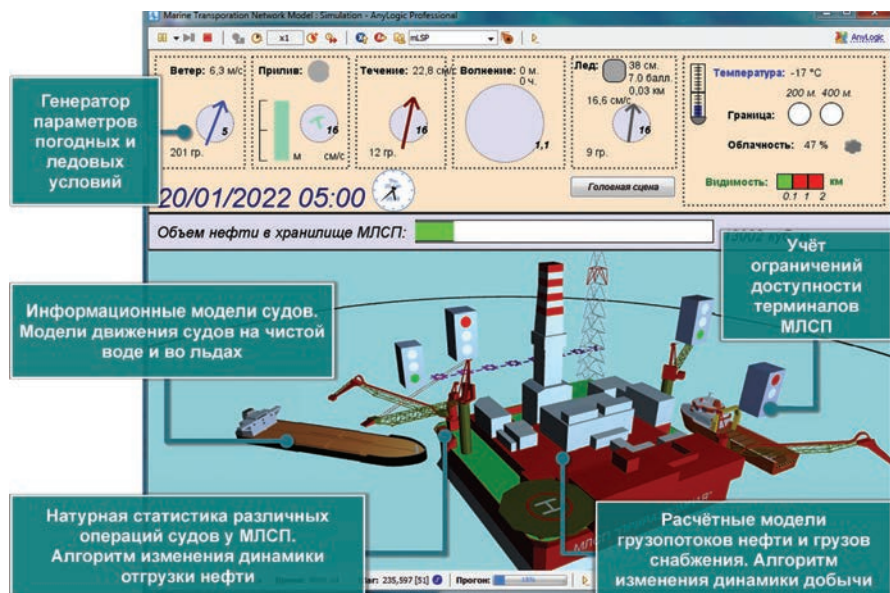 Marine Transporation Network Model : Simulation - AnyLogic Professional
x1
mLSP
AnyLogic
Ветер: 6,3 м/с
5
201 гр.
Прилив:
16
м см/с
Течение: 22,8 см/с
16
12 гр.
Волнение: 0 м.
0 ч.
1,1
Лед:
38 см.
7.0 балл.
0,03 км
16,6 см/с
16
9 гр.
Температура: -17 °C
200 м. 400 м.
Граница:
Облачность: 47 %
Видимость: км
0.1 1 2
20/01/2022 05:00
Головная сцена
Объем нефти в хранилище МЛСП:
Генератор
параметров
погодных и
ледовых
условий
Учёт
ограничений
доступности
терминалов
МЛСП
Информационные модели судов.
Модели движения судов на чистой
воде и во льдах
H
МЛСП
Натурная статистика различных
операций судов у МЛСП.
Алгоритм изменения динамики
отгрузки нефти
Расчётные модели
грузопотоков нефти и грузов
снабжения. Алгоритм
изменения динамики добычи
235,597 [51]
Прогон: